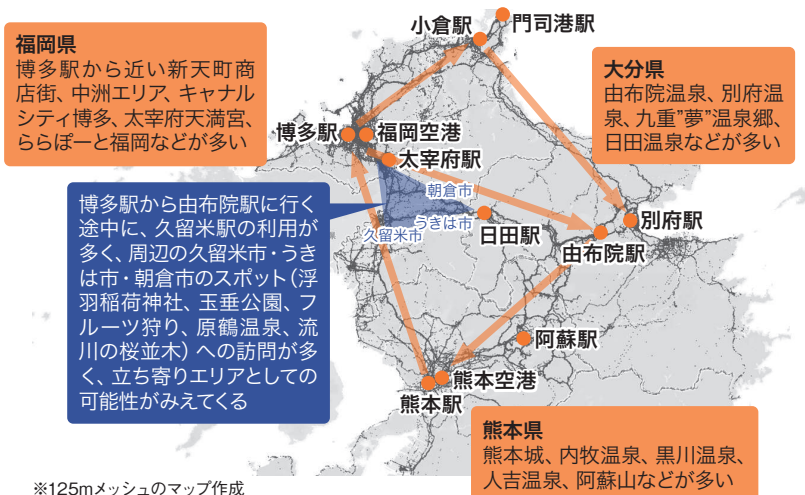 福岡県
博多駅から近い新天町商
店街、中洲エリア、キャナル
シティ博多、太宰府天満宮、
ららぽーと福岡などが多い
小倉駅
門司港駅
大分県
由布院温泉、別府温
泉、九重”夢”温泉郷、
日田温泉などが多い
博多駅
福岡空港
太宰府駅
朝倉市
うきは市
久留米市
日田駅
別府駅
由布院駅
博多駅から由布院駅に行く
途中に、久留米駅の利用が
多く、周辺の久留米市・うき
は市・朝倉市のスポット（浮
羽稲荷神社、玉垂公園、フ
ルーツ狩り、原鶴温泉、流
川の桜並木）への訪問が多
く、立ち寄りエリアとしての
可能性がみえてくる
阿蘇駅
熊本空港
熊本駅
熊本県
熊本城、内牧温泉、黒川温泉、
人吉温泉、阿蘇山などが多い
※125mメッシュのマップ作成